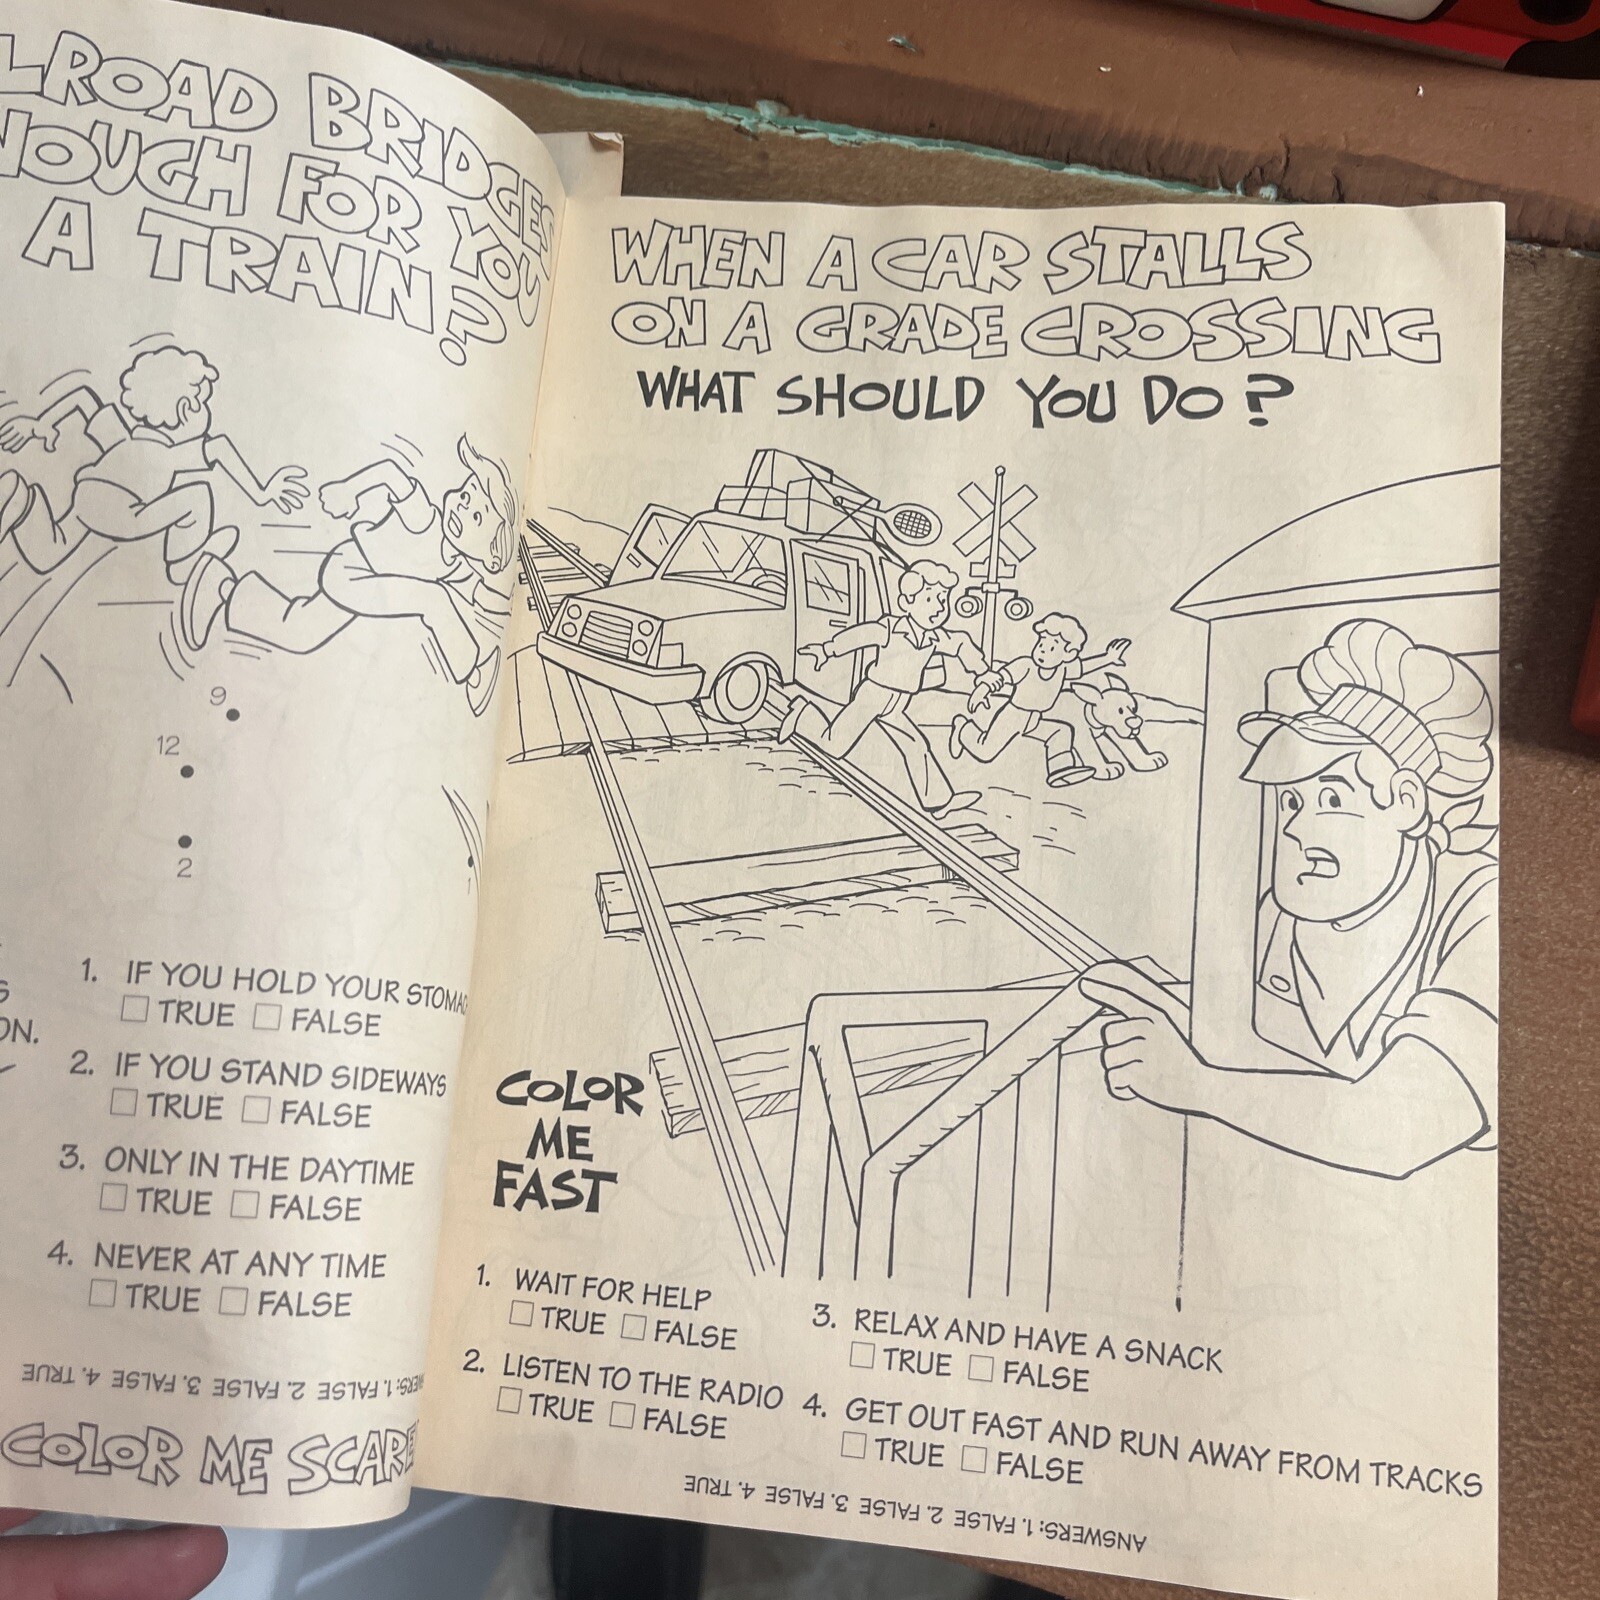 LROAD BRIDGES
NOUGH FOR YOU
A TRAIN?
9
12
2
1
ON.
1. IF YOU HOLD YOUR STOMAC
TRUE FALSE
2. IF YOU STAND SIDEWAYS
TRUE FALSE
3. ONLY IN THE DAYTIME
TRUE FALSE
4. NEVER AT ANY TIME
TRUE FALSE
WERS: 1. FALSE 2. FALSE 3. FALSE 4. TRUE
COLOR ME SCARE
WHEN A CAR STALLS
ON A GRADE CROSSING
WHAT SHOULD YOU DO?
COLOR
ME
FAST
1. WAIT FOR HELP
TRUE FALSE
2. LISTEN TO THE RADIO
TRUE FALSE
3. RELAX AND HAVE A SNACK
TRUE FALSE
4. GET OUT FAST AND RUN AWAY FROM TRACKS
TRUE FALSE
ANSWERS: 1. FALSE 2. FALSE 3. FALSE 4. TRUE